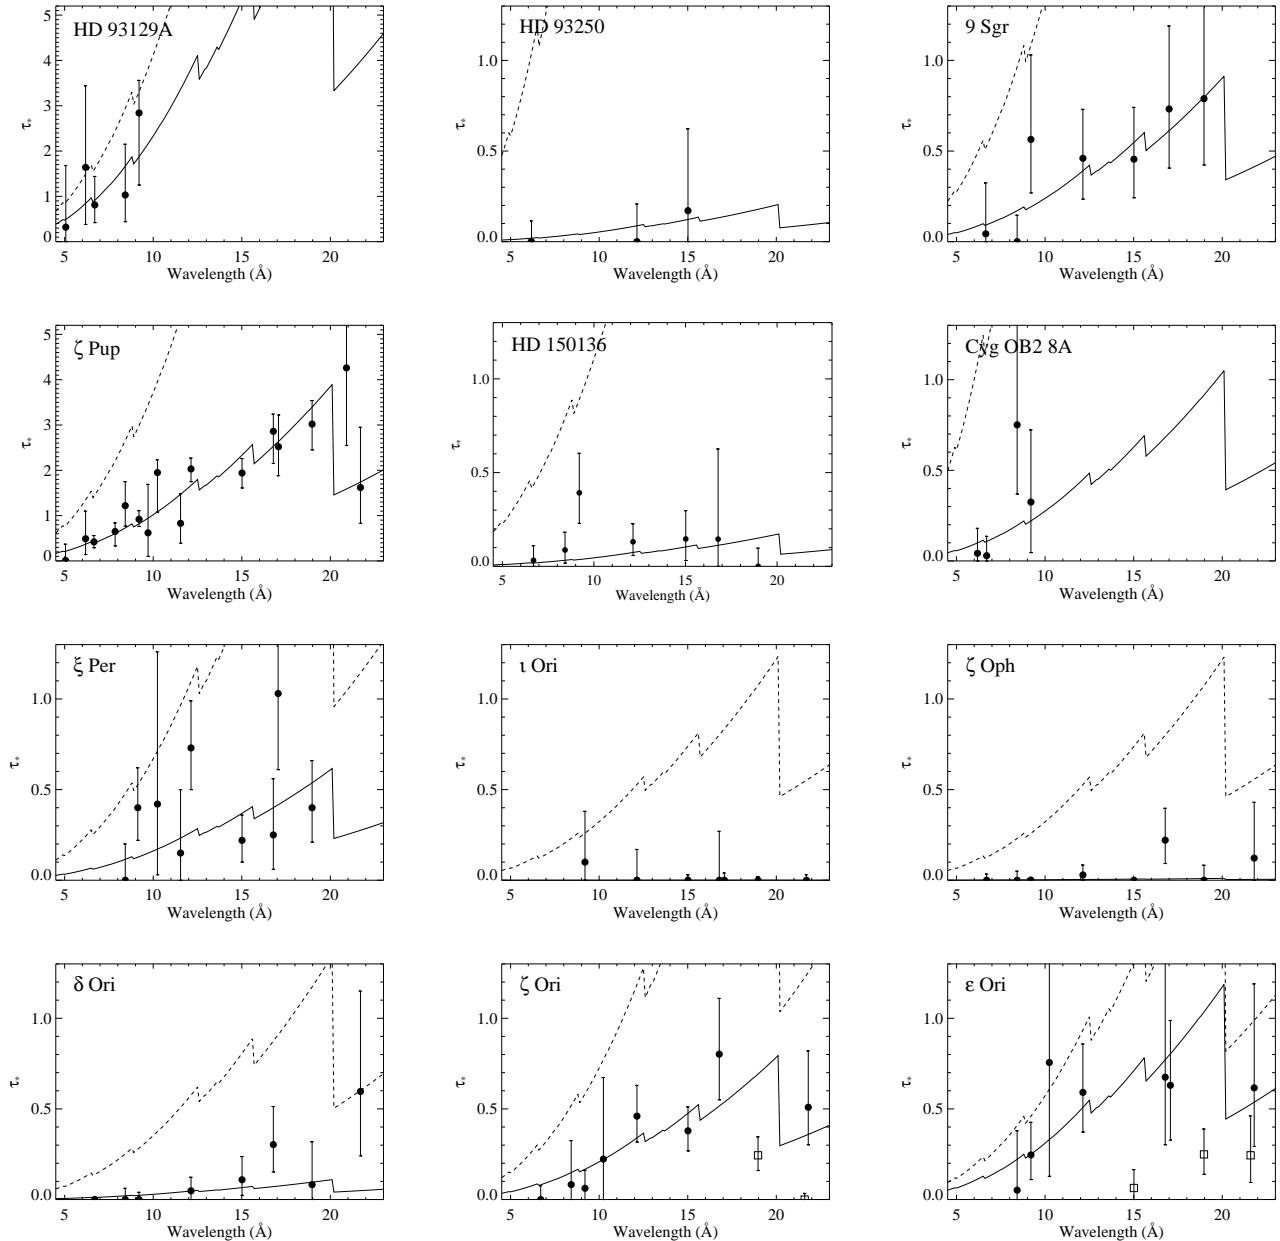 HD 93129A
5
4
3
2
1
0
τ*
5 10 15 20
Wavelength (Å)
HD 93250
1.0
0.5
0.0
τ*
5 10 15 20
Wavelength (Å)
9 Sgr
1.0
0.5
0.0
τ*
5 10 15 20
Wavelength (Å)
ζ Pup
5
4
3
2
1
0
τ*
5 10 15 20
Wavelength (Å)
HD 150136
1.0
0.5
0.0
τ*
5 10 15 20
Wavelength (Å)
Cyg OB2 8A
1.0
0.5
0.0
τ*
5 10 15 20
Wavelength (Å)
ξ Per
1.0
0.5
0.0
τ*
5 10 15 20
Wavelength (Å)
ι Ori
1.0
0.5
0.0
τ*
5 10 15 20
Wavelength (Å)
ζ Oph
1.0
0.5
0.0
τ*
5 10 15 20
Wavelength (Å)
δ Ori
1.0
0.5
0.0
τ*
5 10 15 20
Wavelength (Å)
ζ Ori
1.0
0.5
0.0
τ*
5 10 15 20
Wavelength (Å)
ε Ori
1.0
0.5
0.0
τ*
5 10 15 20
Wavelength (Å)